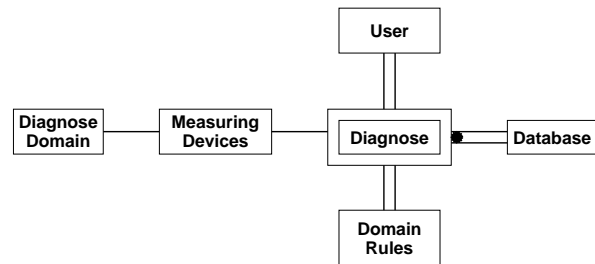 User
Diagnose
Domain
Measuring
Devices
Diagnose
Database
Domain
Rules